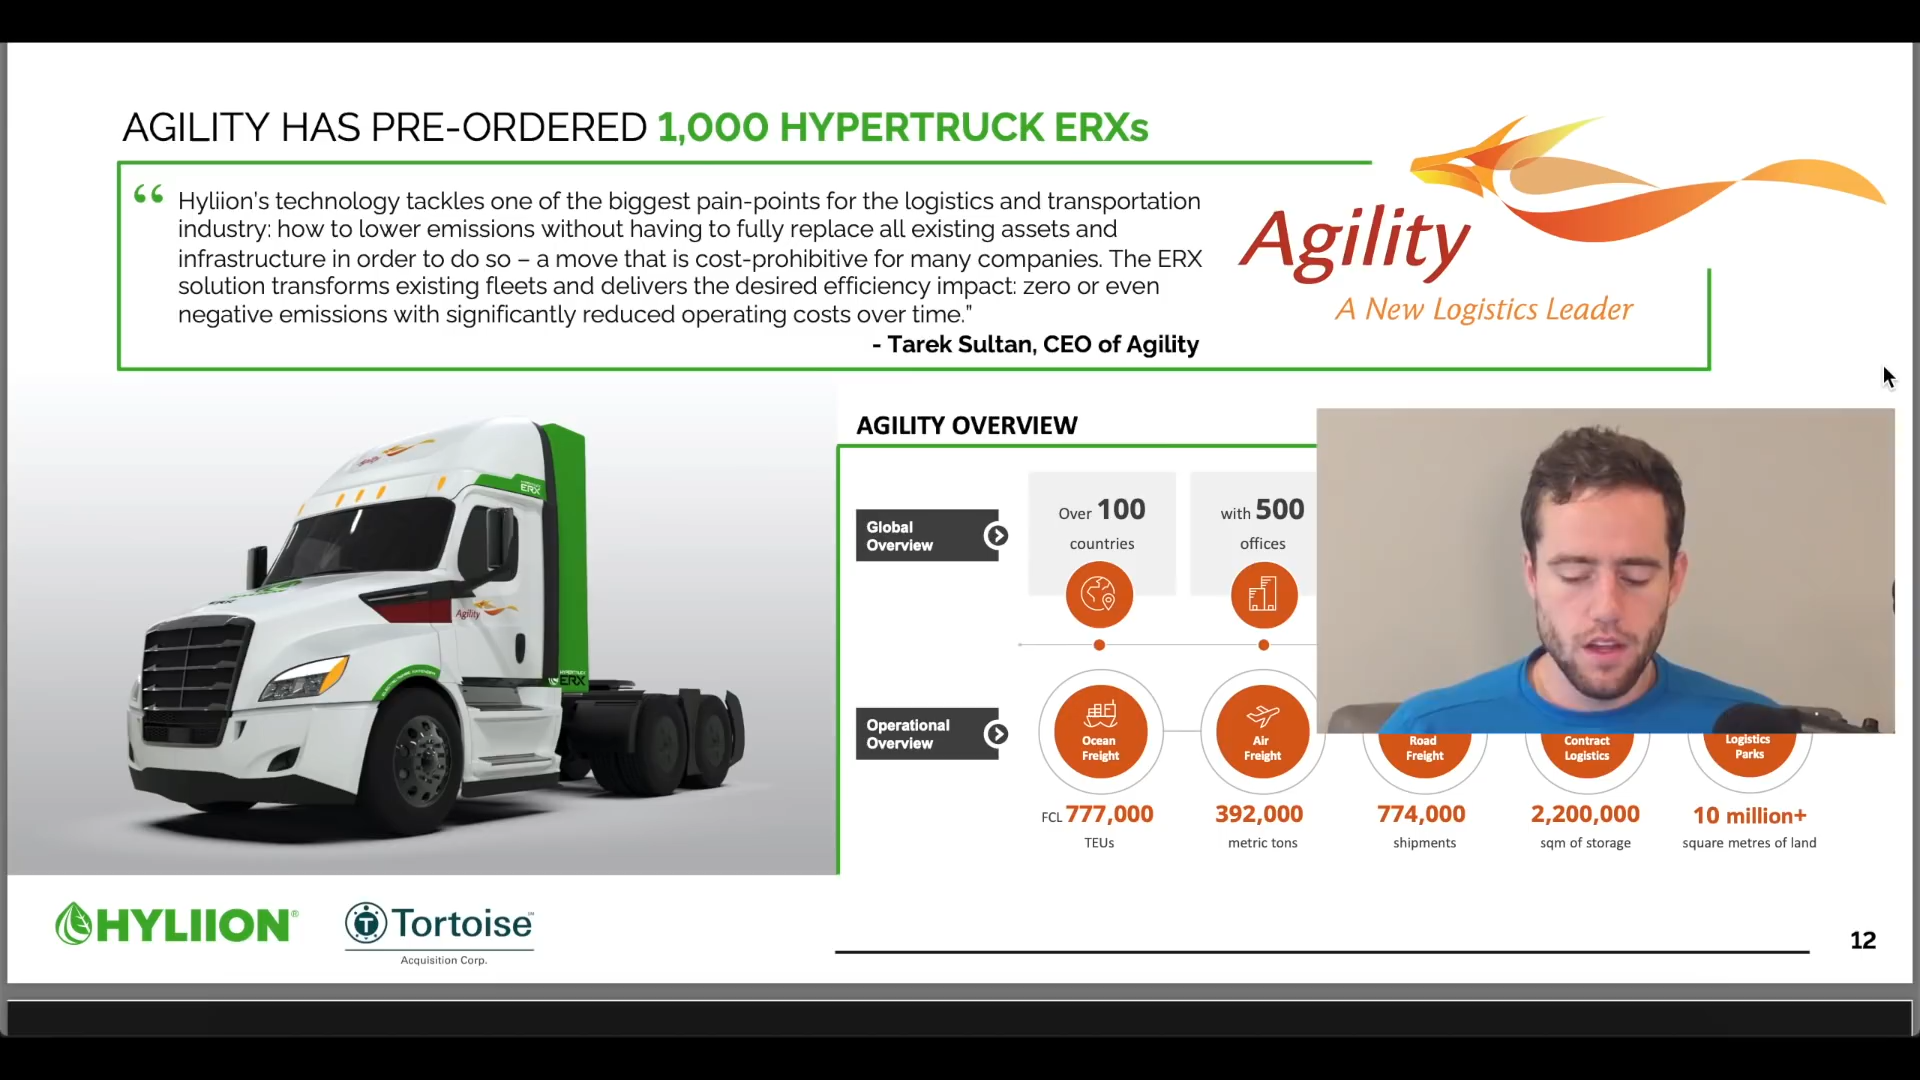 AGILITY HAS PRE-ORDERED 1,000 HYPERTRUCK ERXs
“ Hyliion’s technology tackles one of the biggest pain-points for the logistics and transportation
industry: how to lower emissions without having to fully replace all existing assets and
infrastructure in order to do so – a move that is cost-prohibitive for many companies. The ERX
solution transforms existing fleets and delivers the desired efficiency impact: zero or even
negative emissions with significantly reduced operating costs over time.”
- Tarek Sultan, CEO of Agility
Agility
A New Logistics Leader
ERX
Agility
HYPERTRUCK
ERX
AGILITY OVERVIEW
Global
Overview
Over 100
countries
with 500
offices
Operational
Overview
Ocean
Freight
FCL 777,000
TEUs
Air
Freight
392,000
metric tons
Road
Freight
774,000
shipments
Contract
Logistics
2,200,000
sqm of storage
Logistics
Parks
10 million+
square metres of land
HYLIION®
Tortoise
Acquisition Corp.
12